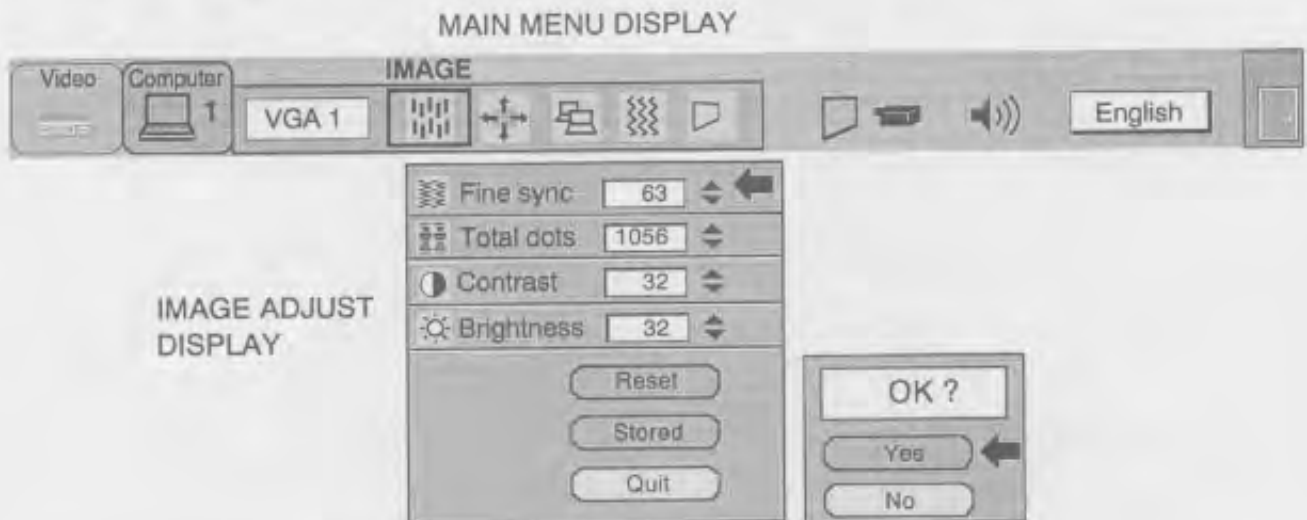 MAIN MENU DISPLAY
IMAGE
Video
Computer
1
VGA 1
English
Fine sync 63
Total dots 1056
Contrast 32
Brightness 32
IMAGE ADJUST
DISPLAY
Reset
Stored
Quit
OK ?
Yes
No